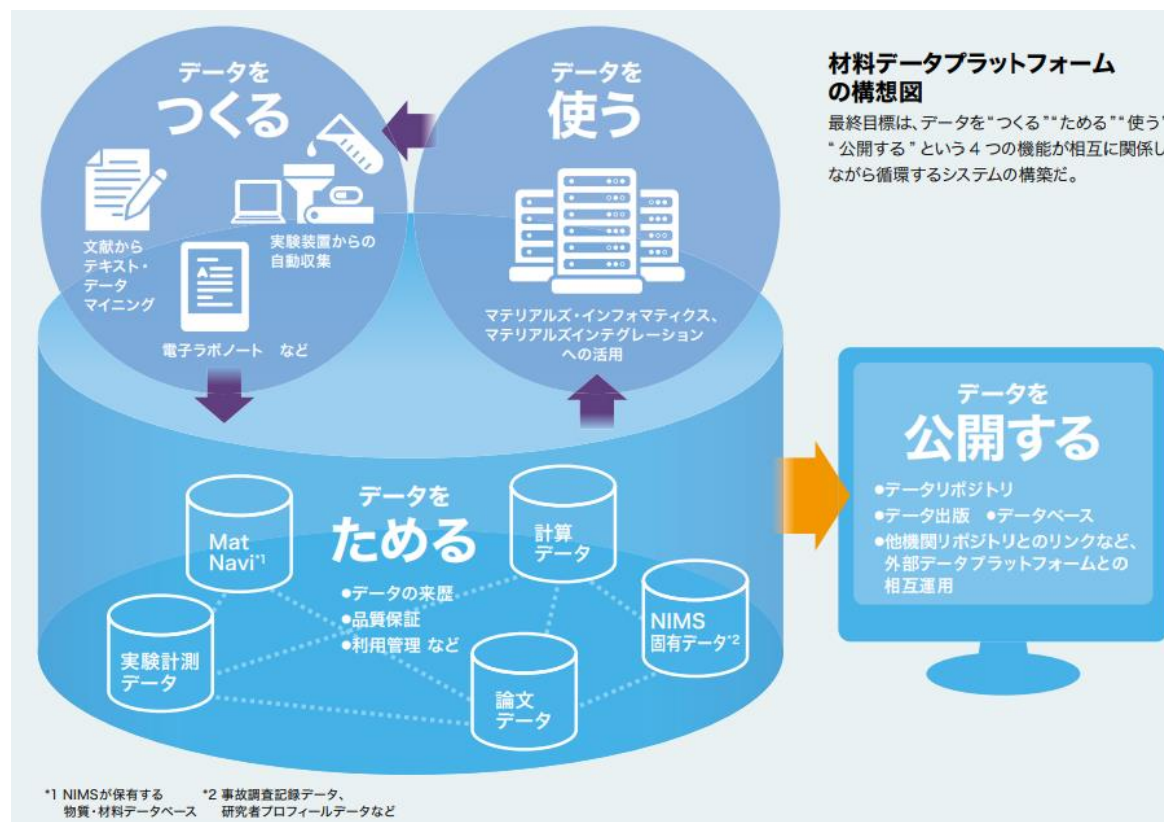 データを
つくる
文献から
テキスト・
データ
マイニング
実験装置からの
自動収集
電子ラボノート など
データを
使う
マテリアルズ・インフォマティクス、
マテリアルズインテグレーション
への活用
材料データプラットフォーム
の構想図
最終目標は、データを“つくる”“ためる”“使う”
“公開する”という4つの機能が相互に関係し
ながら循環するシステムの構築だ。
データを
ためる
●データの来歴
●品質保証
●利用管理 など
Mat
Navi*1
計算
データ
実験計測
データ
論文
データ
NIMS
固有データ*2
データを
公開する
●データリポジトリ
●データ出版 ●データベース
●他機関リポジトリとのリンクなど、
外部データプラットフォームとの
相互運用
*1 NIMSが保有する
物質・材料データベース
*2 事故調査記録データ、
研究者プロフィールデータなど